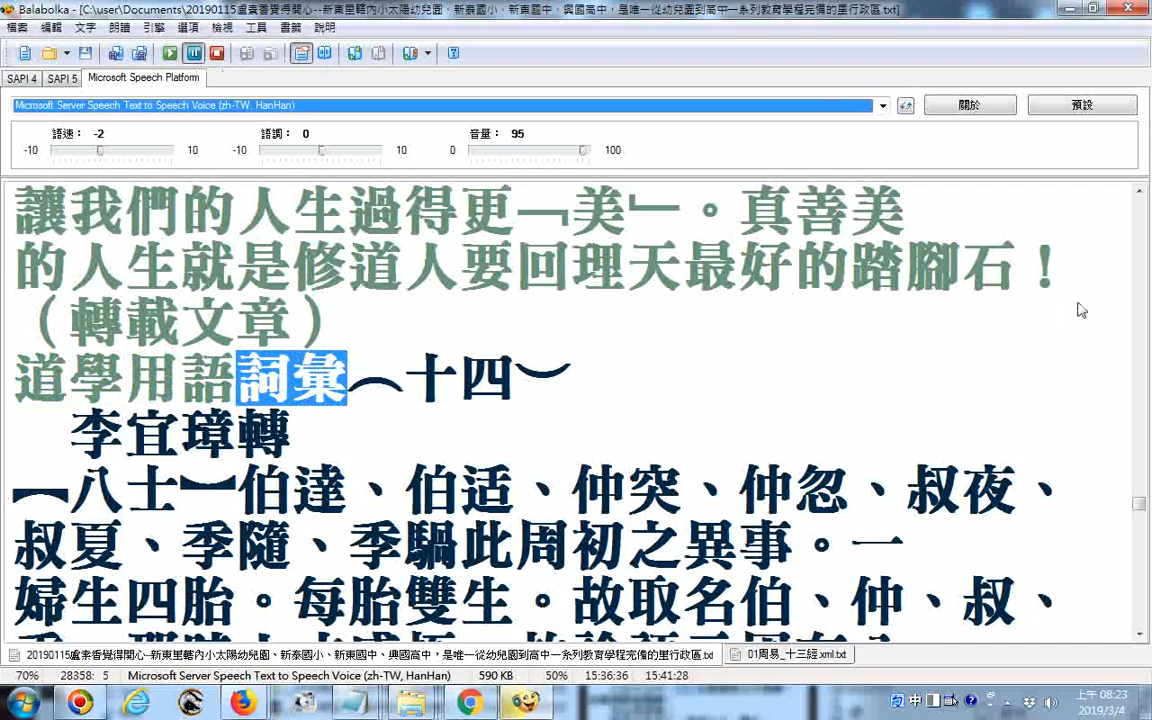 Balabolka - [C:\user\Documents\20190115盧素香覺得開心--新東里轄內小太陽幼兒園、新泰國小、新東國中、興國高中，是唯一從幼兒園到高中一系列教育學程完備的里行政區.txt]
檔案 編輯 文字 朗讀 引擎 選項 檢視 工具 書籤 說明
SAPI 4 SAPI 5 Microsoft Speech Platform
Microsoft Server Speech Text to Speech Voice (zh-TW, HanHan) 關於 預設
語速： -2 語調： 0 音量： 95
-10 10 -10 10 0 100
讓我們的人生過得更﹁美﹂。真善美
的人生就是修道人要回理天最好的踏腳石！
（轉載文章）
道學用語詞彙︵十四︶
李宜璋轉
︻八士︼伯達、伯适、仲突、仲忽、叔夜、
叔夏、季隨、季騧此周初之異事。一
婦生四胎。每胎雙生。故取名伯、仲、叔、
20190115盧素香覺得開心--新東里轄內小太陽幼兒園、新泰國小、新東國中、興國高中，是唯一從幼兒園到高中一系列教育學程完備的里行政區.txt 01周易_十三經.xml.txt
70% 28358: 5 Microsoft Server Speech Text to Speech Voice (zh-TW, HanHan) 590 KB 50% 15:36:36 15:41:28
中 上午 08:23
2019/3/4